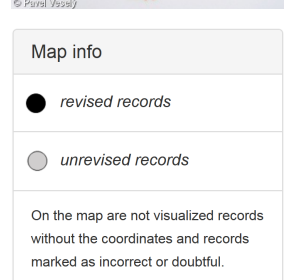 © Pavel Veselý
Map info
revised records
unrevised records
On the map are not visualized records
without the coordinates and records
marked as incorrect or doubtful.